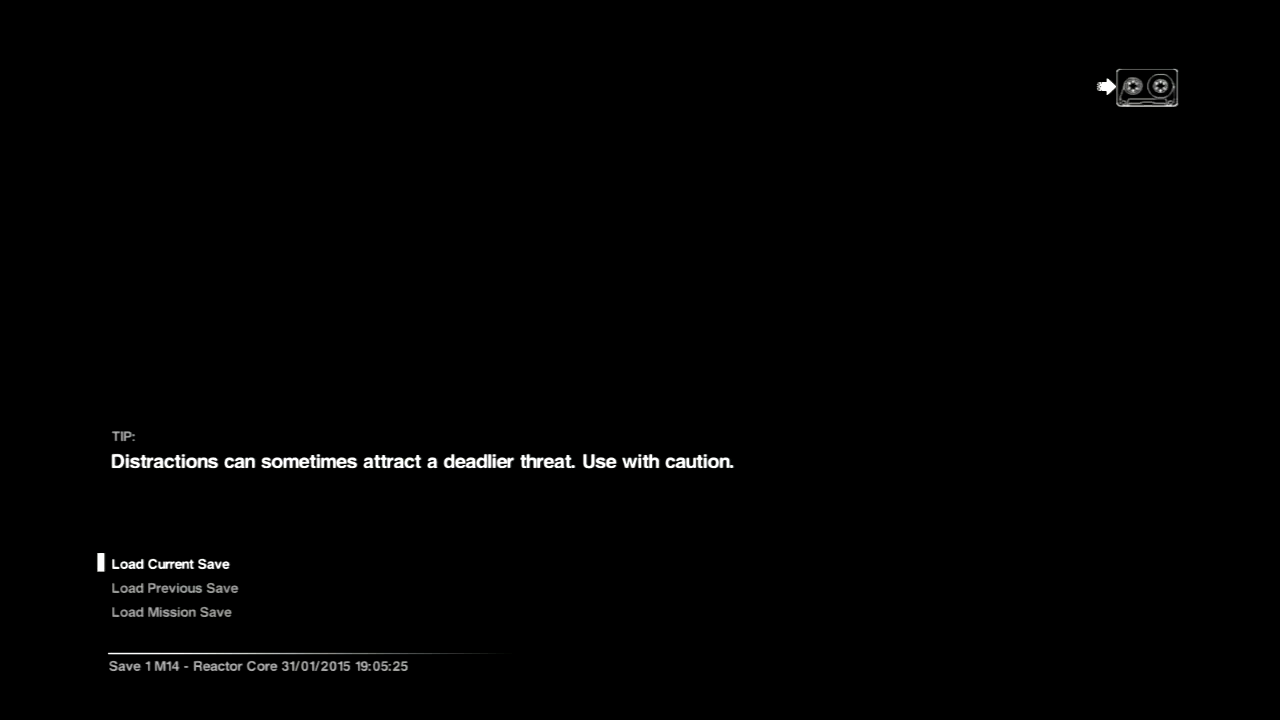 TIP:
Distractions can sometimes attract a deadlier threat. Use with caution.
Load Current Save
Load Previous Save
Load Mission Save
Save 1 M14 - Reactor Core 31/01/2015 19:05:25